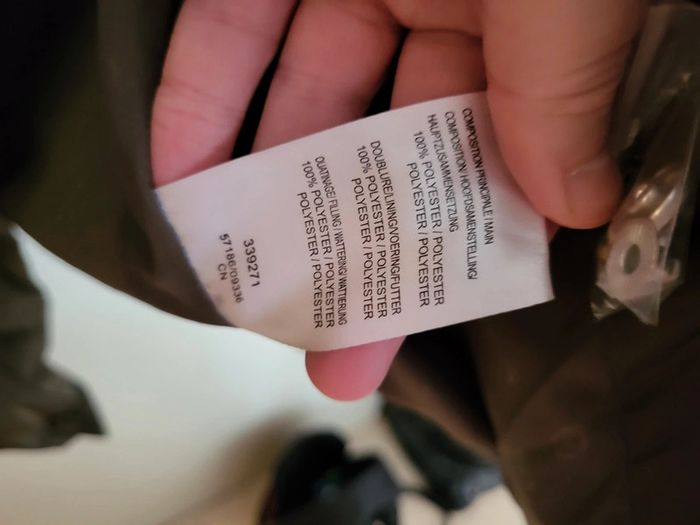 COMPOSITION PRINCIPALE / MAIN
COMPOSITION/ HOOFDSAMENSTELLING/
HAUPTZUSAMMENSETZUNG
100% POLYESTER / POLYESTER
POLYESTER / POLYESTER
DOUBLURE/LINING/VOERING/FUTTER
100% POLYESTER / POLYESTER
POLYESTER / POLYESTER
OUATINAGE/FILLING / WATTERING/ WATTIERUNG
100% POLYESTER / POLYESTER
POLYESTER / POLYESTER
339271
57186/09336
CN